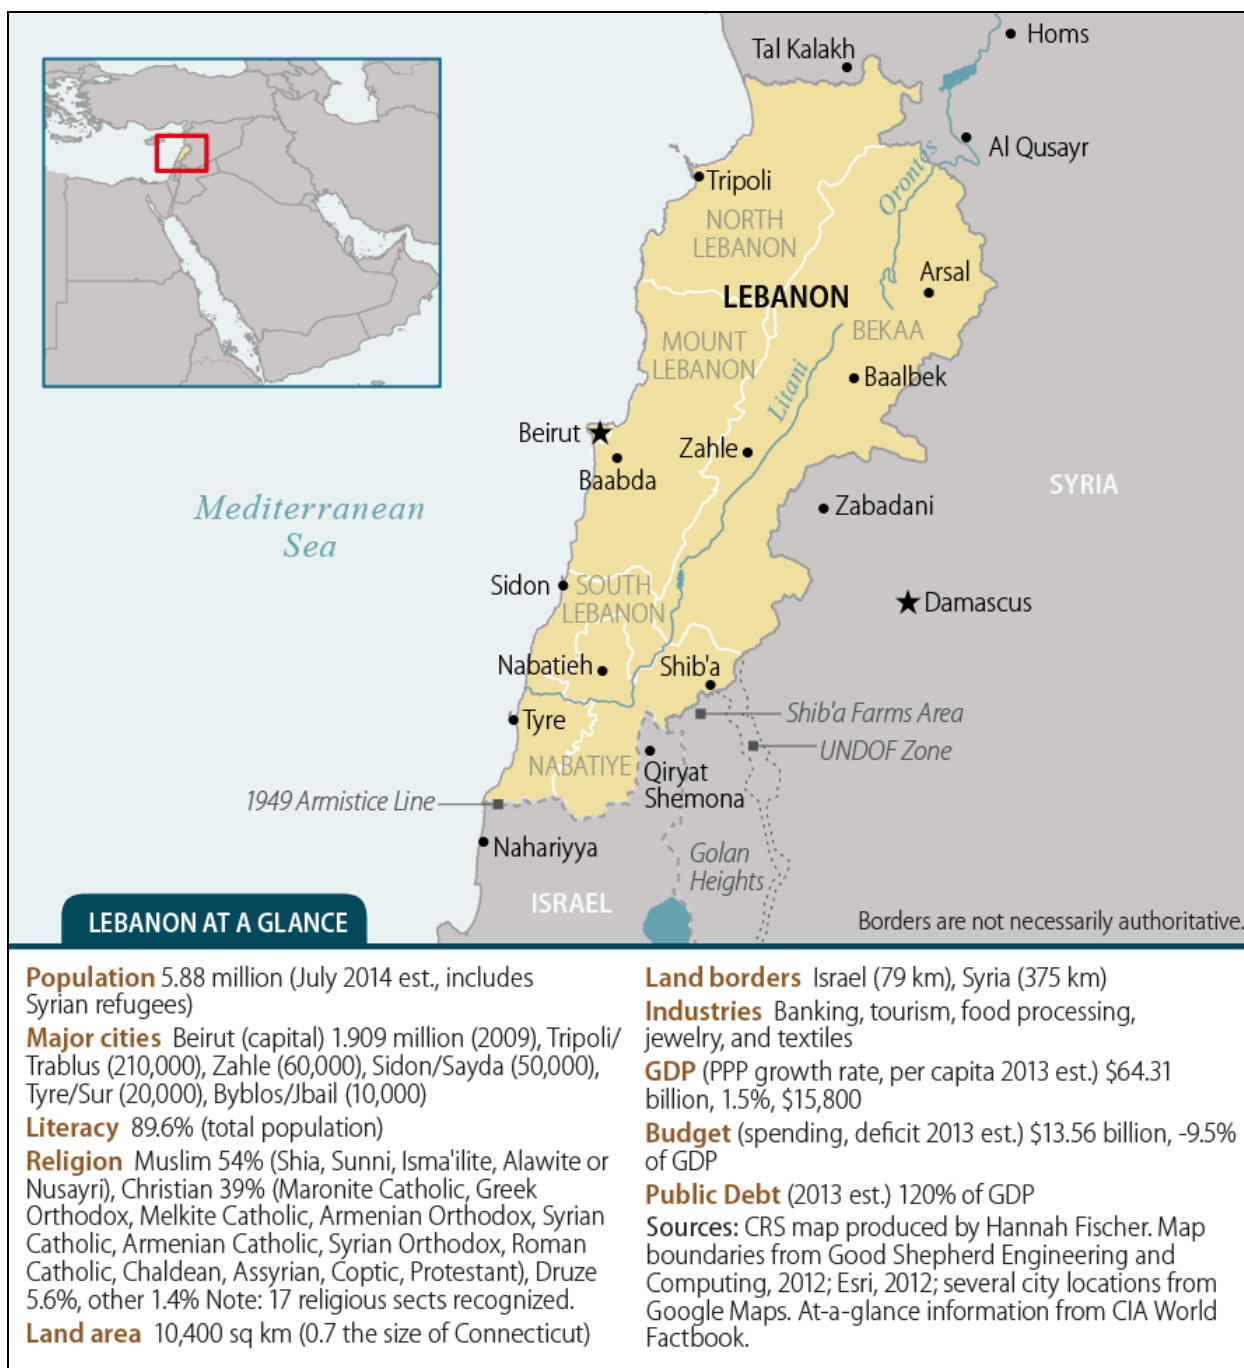 Homs
Tal Kalakh
Al Qusayr
Orontes
Tripoli
NORTH
LEBANON
Arsal
LEBANON
BEKAA
MOUNT
LEBANON
Litani
Baalbek
Beirut
Zahle
Baabda
SYRIA
Mediterranean
Sea
Zabadani
Sidon
SOUTH
LEBANON
Damascus
Nabatieh
Shib'a
Shib'a Farms Area
Tyre
UNDOF Zone
NABATIYE
Qiryat
Shemona
1949 Armistice Line
Nahariyya
Golan
Heights
ISRAEL
Borders are not necessarily authoritative.
LEBANON AT A GLANCE
Population 5.88 million (July 2014 est., includes
Syrian refugees)
Major cities Beirut (capital) 1.909 million (2009), Tripoli/
Trablus (210,000), Zahle (60,000), Sidon/Sayda (50,000),
Tyre/Sur (20,000), Byblos/Jbail (10,000)
Literacy 89.6% (total population)
Religion Muslim 54% (Shia, Sunni, Isma'ilite, Alawite or
Nusayri), Christian 39% (Maronite Catholic, Greek
Orthodox, Melkite Catholic, Armenian Orthodox, Syrian
Catholic, Armenian Catholic, Syrian Orthodox, Roman
Catholic, Chaldean, Assyrian, Coptic, Protestant), Druze
5.6%, other 1.4% Note: 17 religious sects recognized.
Land area 10,400 sq km (0.7 the size of Connecticut)
Land borders Israel (79 km), Syria (375 km)
Industries Banking, tourism, food processing,
jewelry, and textiles
GDP (PPP growth rate, per capita 2013 est.) $64.31
billion, 1.5%, $15,800
Budget (spending, deficit 2013 est.) $13.56 billion, -9.5%
of GDP
Public Debt (2013 est.) 120% of GDP
Sources: CRS map produced by Hannah Fischer. Map
boundaries from Good Shepherd Engineering and
Computing, 2012; Esri, 2012; several city locations from
Google Maps. At-a-glance information from CIA World
Factbook.